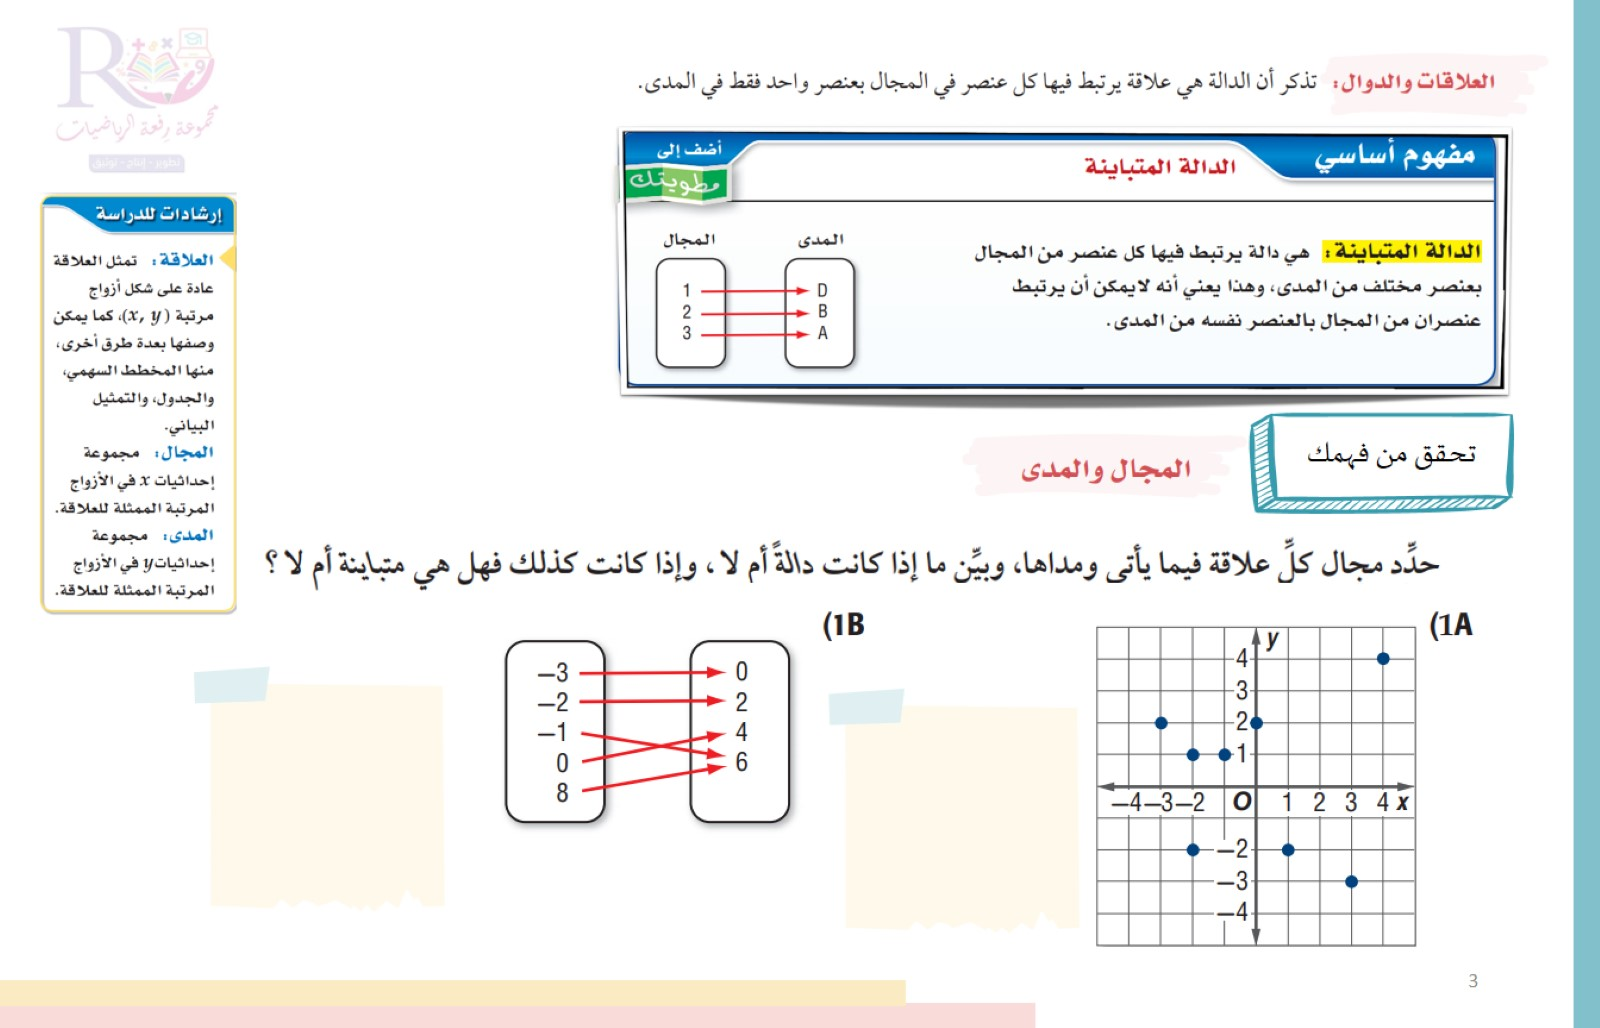 مجموعة رفعة الرياضيات
تطوير - إنتاج - توثيق
العلاقات والدوال: تذكر أن الدالة هي علاقة يرتبط فيها كل عنصر في المجال بعنصر واحد فقط في المدى.
مفهوم أساسي
الدالة المتباينة
أضف إلى
مطويتك
الدالة المتباينة: هي دالة يرتبط فيها كل عنصر من المجال
بعنصر مختلف من المدى، وهذا يعني أنه لايمكن أن يرتبط
عنصران من المجال بالعنصر نفسه من المدى.
المجال المدى
1 D
2 B
3 A
إرشادات للدراسة
العلاقة: تمثل العلاقة
عادة على شكل أزواج
مرتبة (x, y)، كما يمكن
وصفها بعدة طرق أخرى،
منها المخطط السهمي،
والجدول، والتمثيل
البياني.
المجال: مجموعة
إحداثيات x في الأزواج
المرتبة الممثلة للعلاقة.
المدى: مجموعة
إحداثيات y في الأزواج
المرتبة الممثلة للعلاقة.
تحقق من فهمك
المجال والمدى
حدِّد مجال كلِّ علاقة فيما يأتى ومداها، وبيِّن ما إذا كانت دالةً أم لا، وإذا كانت كذلك فهل هي متباينة أم لا ؟
(1A
y
4
3
2
1
−4 −3 −2 O 1 2 3 4 x
−2
−3
−4
(1B
−3 0
−2 2
−1 4
0 6
8
3